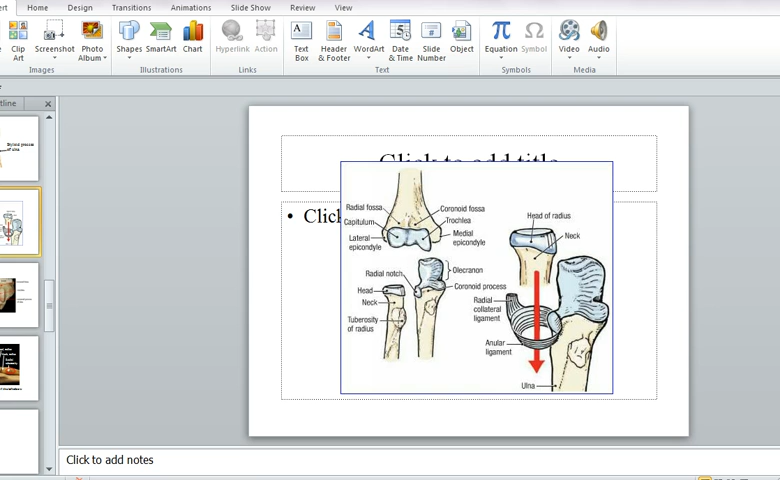 Home Design Transitions Animations Slide Show Review View
Clip Art
Screenshot
Photo Album
Shapes
SmartArt
Chart
Hyperlink
Action
Text Box
Header & Footer
WordArt
Date & Time
Slide Number
Object
Equation
Symbol
Video
Audio
Images
Illustrations
Links
Text
Symbols
Media
Styloid process
of ulna
Click to add title
• Click
Radial fossa
Capitulum
Lateral
epicondyle
Coronoid fossa
Trochlea
Medial
epicondyle
Radial notch
Head
Neck
Tuberosity
of radius
Olecranon
Coronoid process
Head of radius
Neck
Radial
collateral
ligament
Anular
ligament
Ulna
Click to add notes